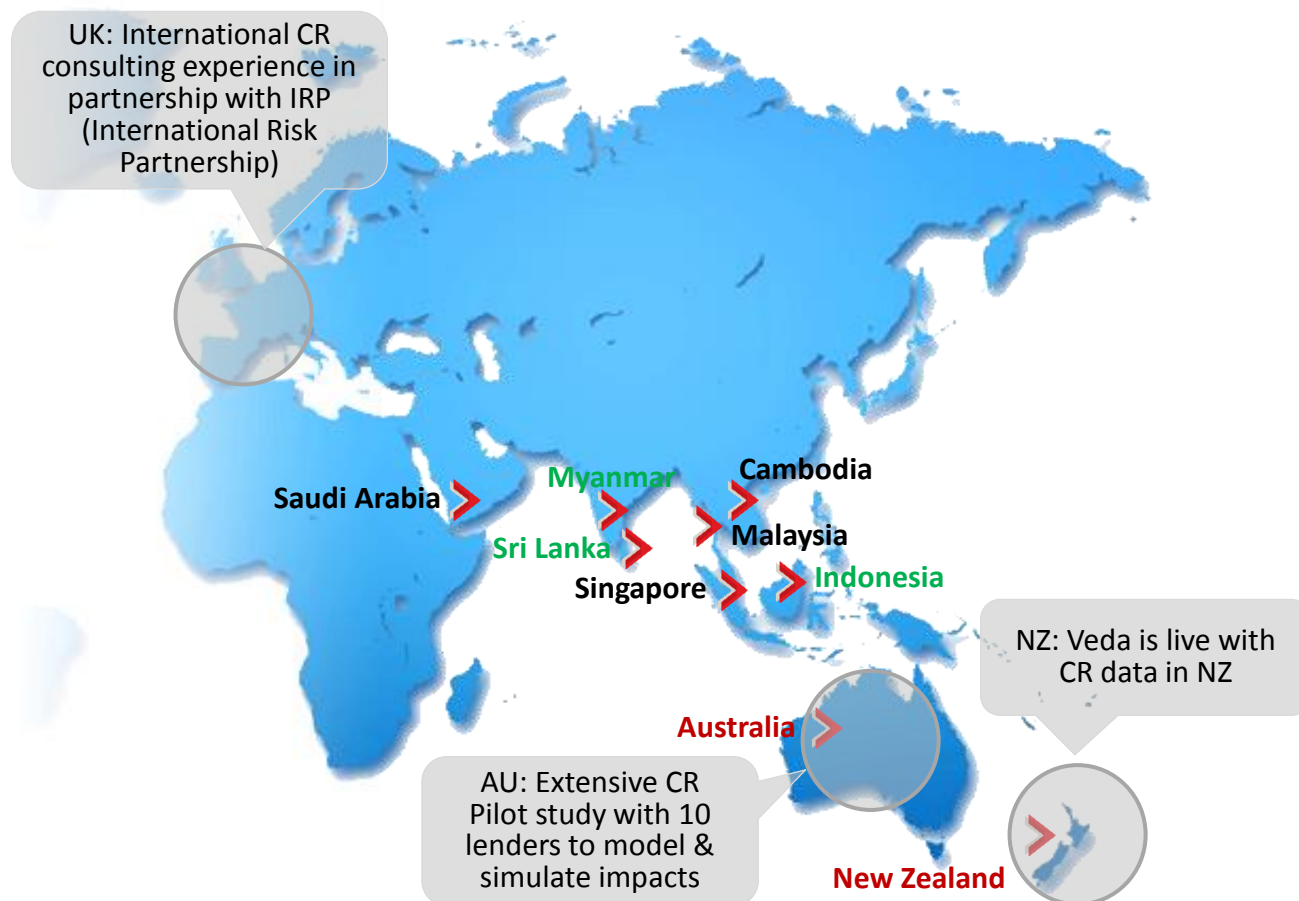 UK: International CR
consulting experience in
partnership with IRP
(International Risk
Partnership)
Myanmar
Cambodia
Saudi Arabia
Malaysia
Sri Lanka
Singapore
Indonesia
NZ: Veda is live with
CR data in NZ
Australia
AU: Extensive CR
Pilot study with 10
lenders to model &
simulate impacts
New Zealand